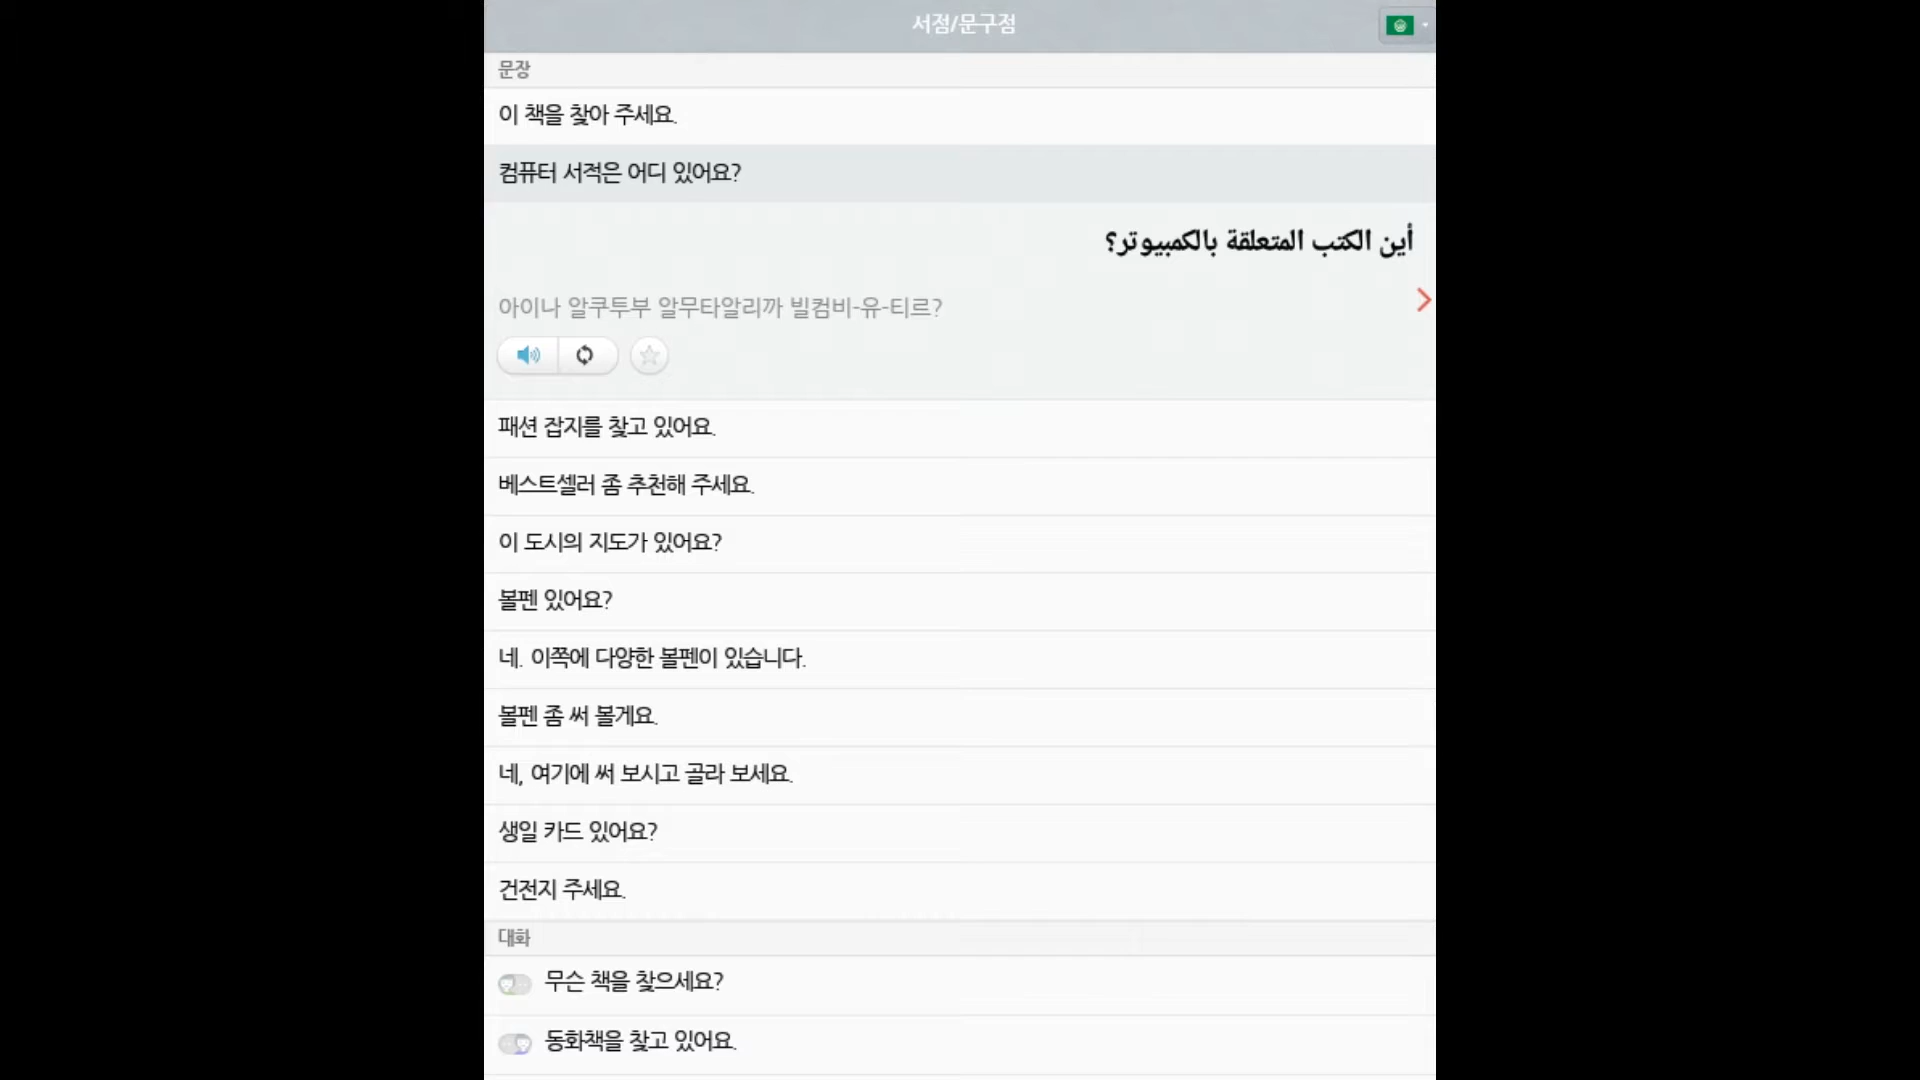 서점/문구점
문장
이 책을 찾아 주세요.
컴퓨터 서적은 어디 있어요?
أين الكتب المتعلقة بالكمبيوتر؟
아이나 알쿠투부 알무타알리까 빌컴비-유-티르?
패션 잡지를 찾고 있어요.
베스트셀러 좀 추천해 주세요.
이 도시의 지도가 있어요?
볼펜 있어요?
네. 이쪽에 다양한 볼펜이 있습니다.
볼펜 좀 써 볼게요.
네, 여기에 써 보시고 골라 보세요.
생일 카드 있어요?
건전지 주세요.
대화
무슨 책을 찾으세요?
동화책을 찾고 있어요.